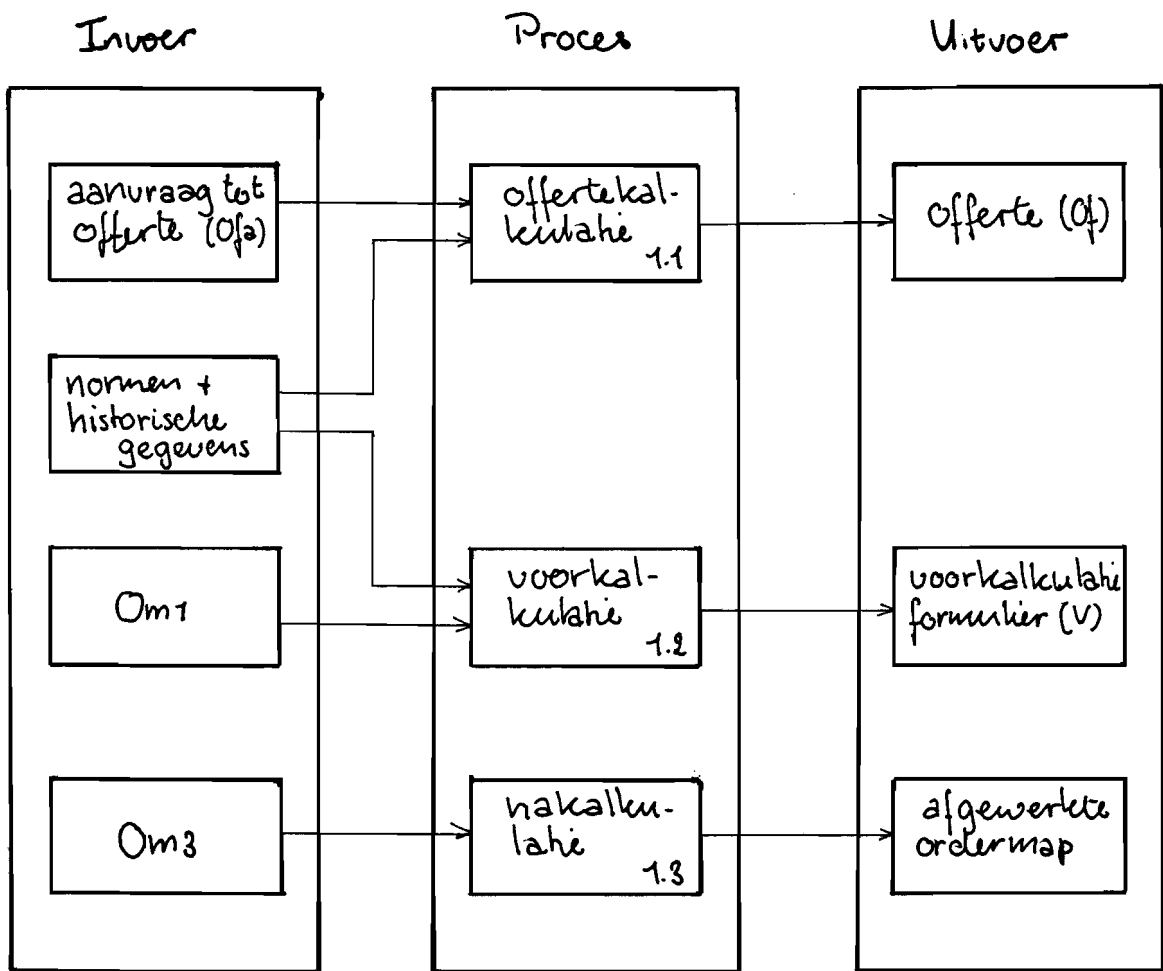 Invoer
Proces
Uitvoer
aanvraag tot
offerte (Ofa)
offertekal-
kulatie
1.1
offerte (Of)
normen +
historische
gegevens
Om1
voorkal-
kulatie
1.2
voorkalkulatie
formulier (V)
Om3
nakalku-
latie
1.3
afgewerkte
ordermap